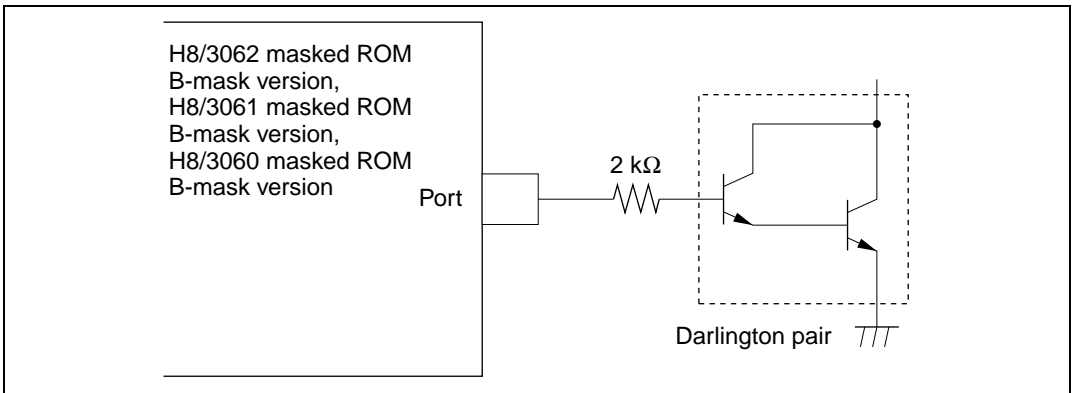 H8/3062 masked ROM
B-mask version,
H8/3061 masked ROM
B-mask version,
H8/3060 masked ROM
B-mask version
Port
2 kΩ
Darlington pair